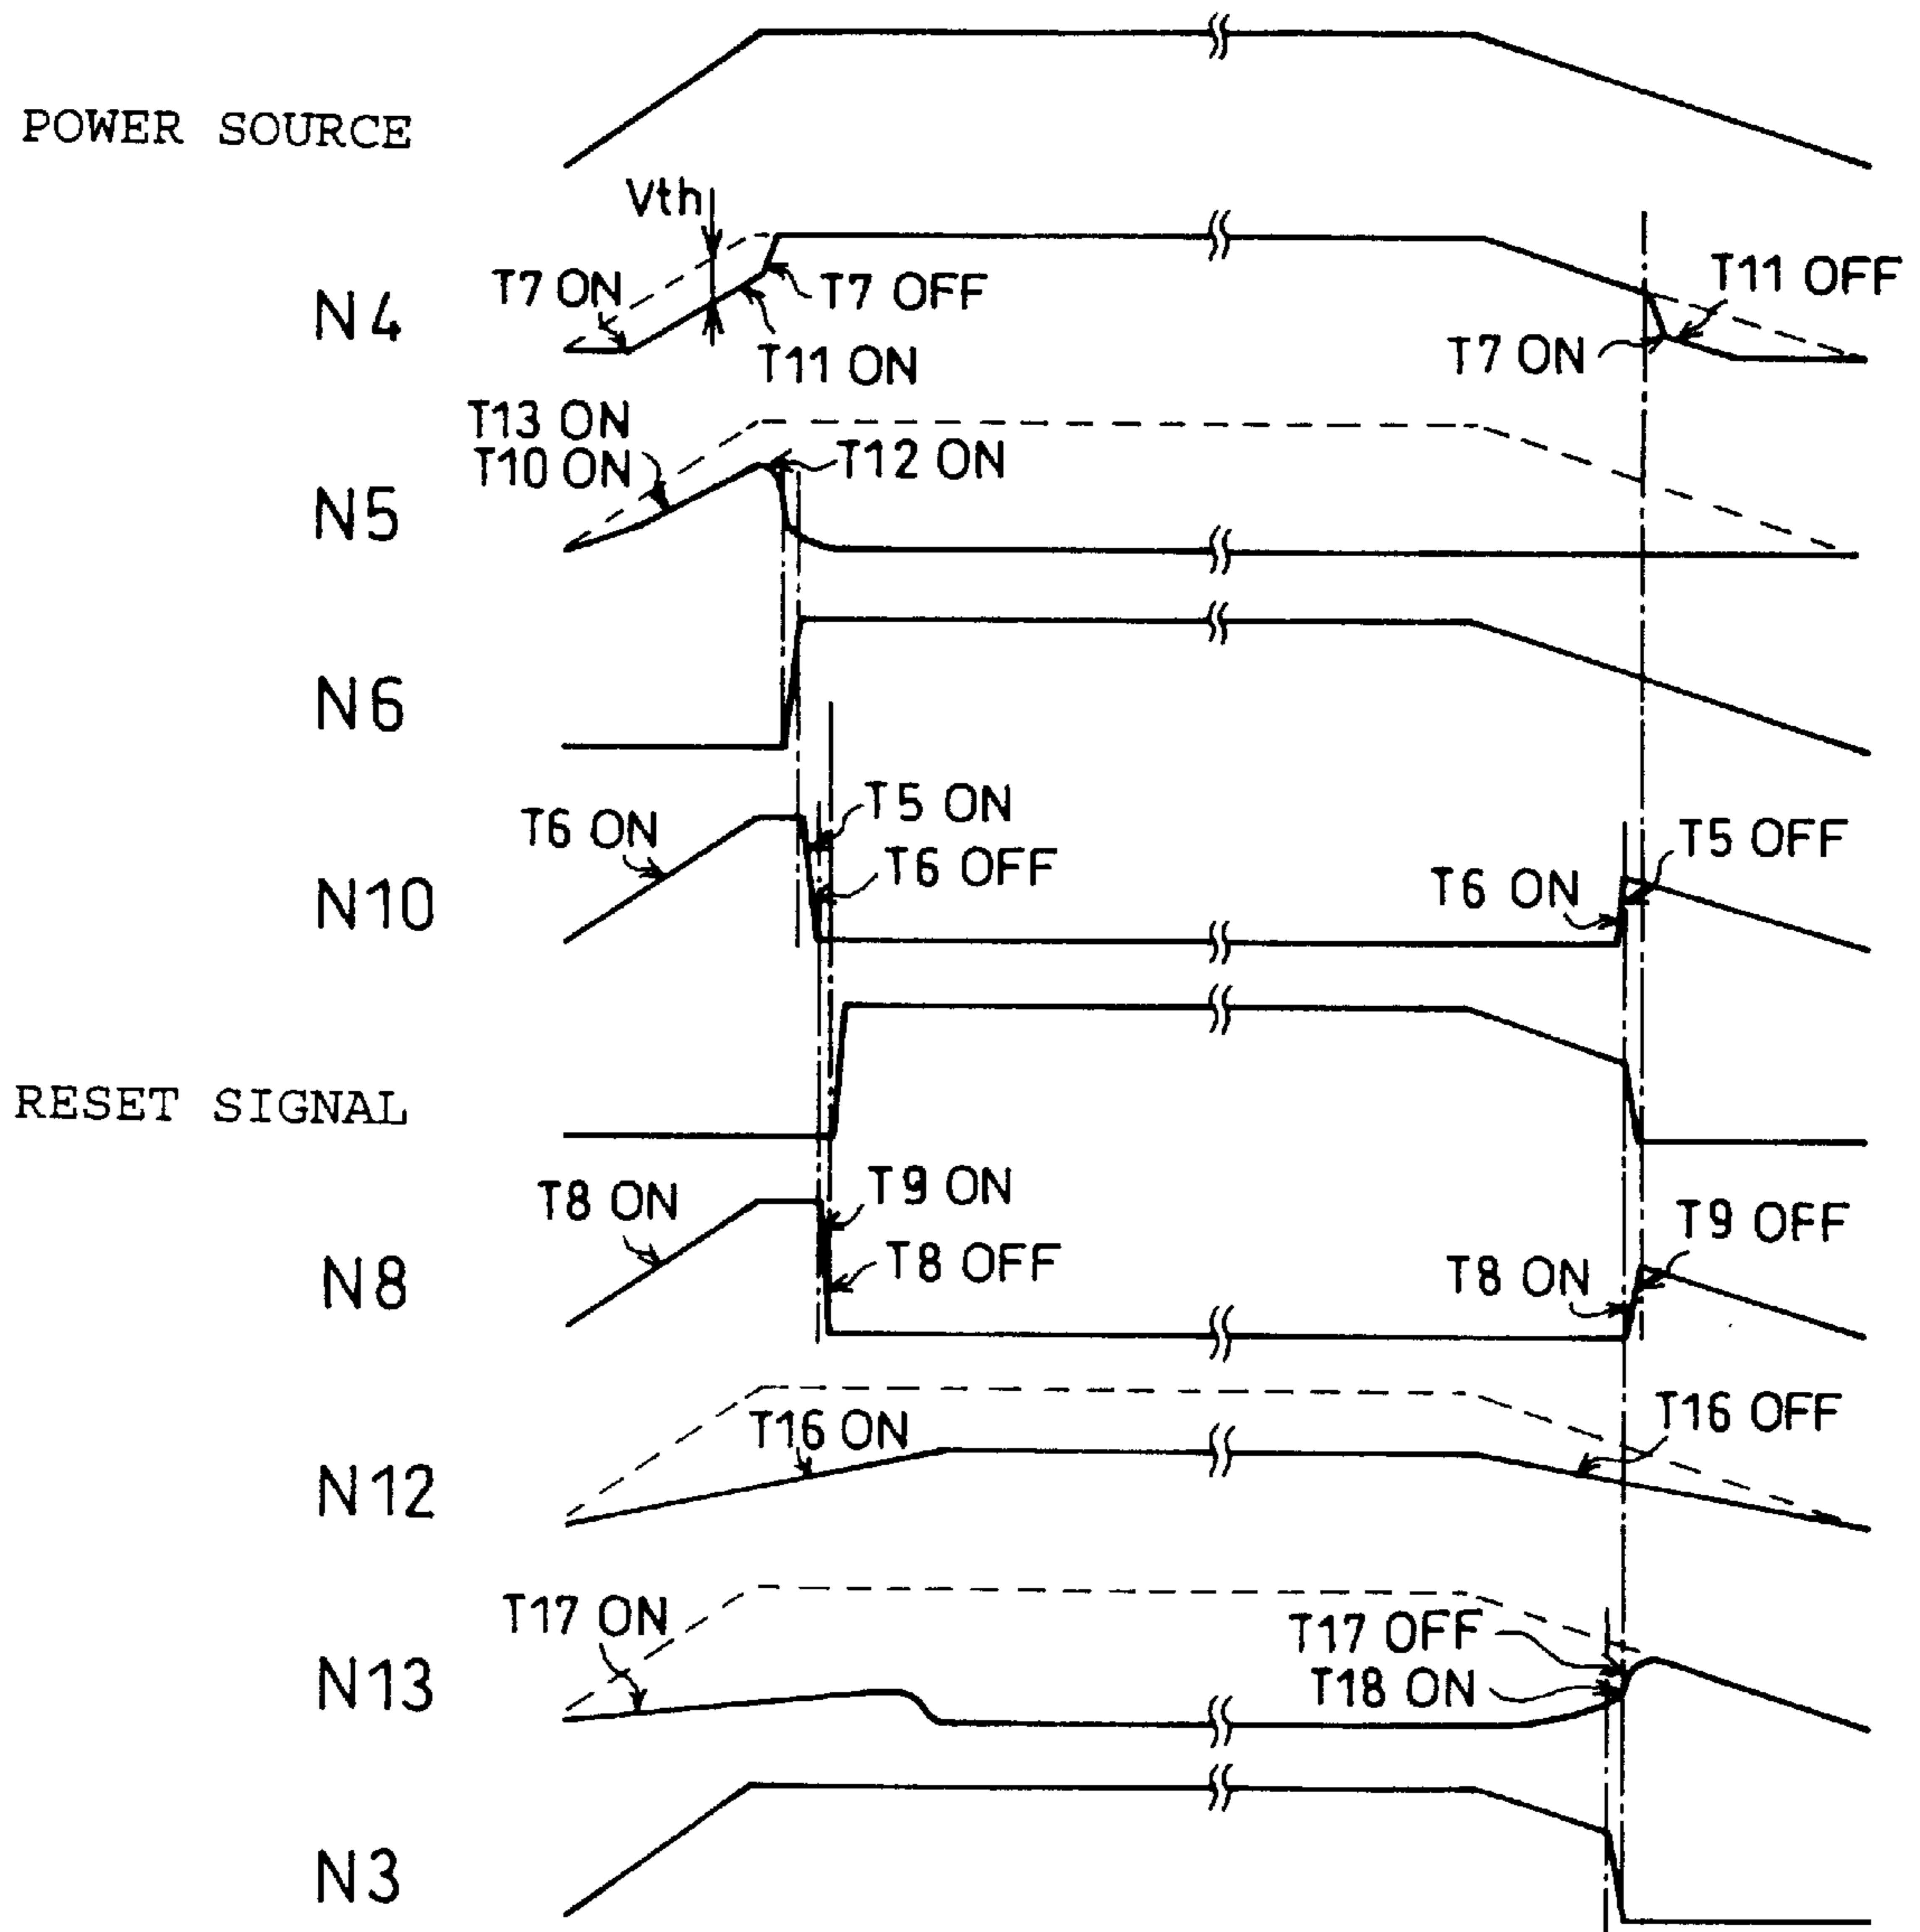 POWER SOURCE
Vth
T7 ON
T7 OFF
T11 ON
N4
T11 OFF
T7 ON
T13 ON
T10 ON
T12 ON
N5
N6
T6 ON
T5 ON
T6 OFF
N10
T6 ON
T5 OFF
RESET SIGNAL
T8 ON
T9 ON
T8 OFF
N8
T8 ON
T9 OFF
T16 ON
T16 OFF
N12
T17 ON
T17 OFF
T18 ON
N13
N3